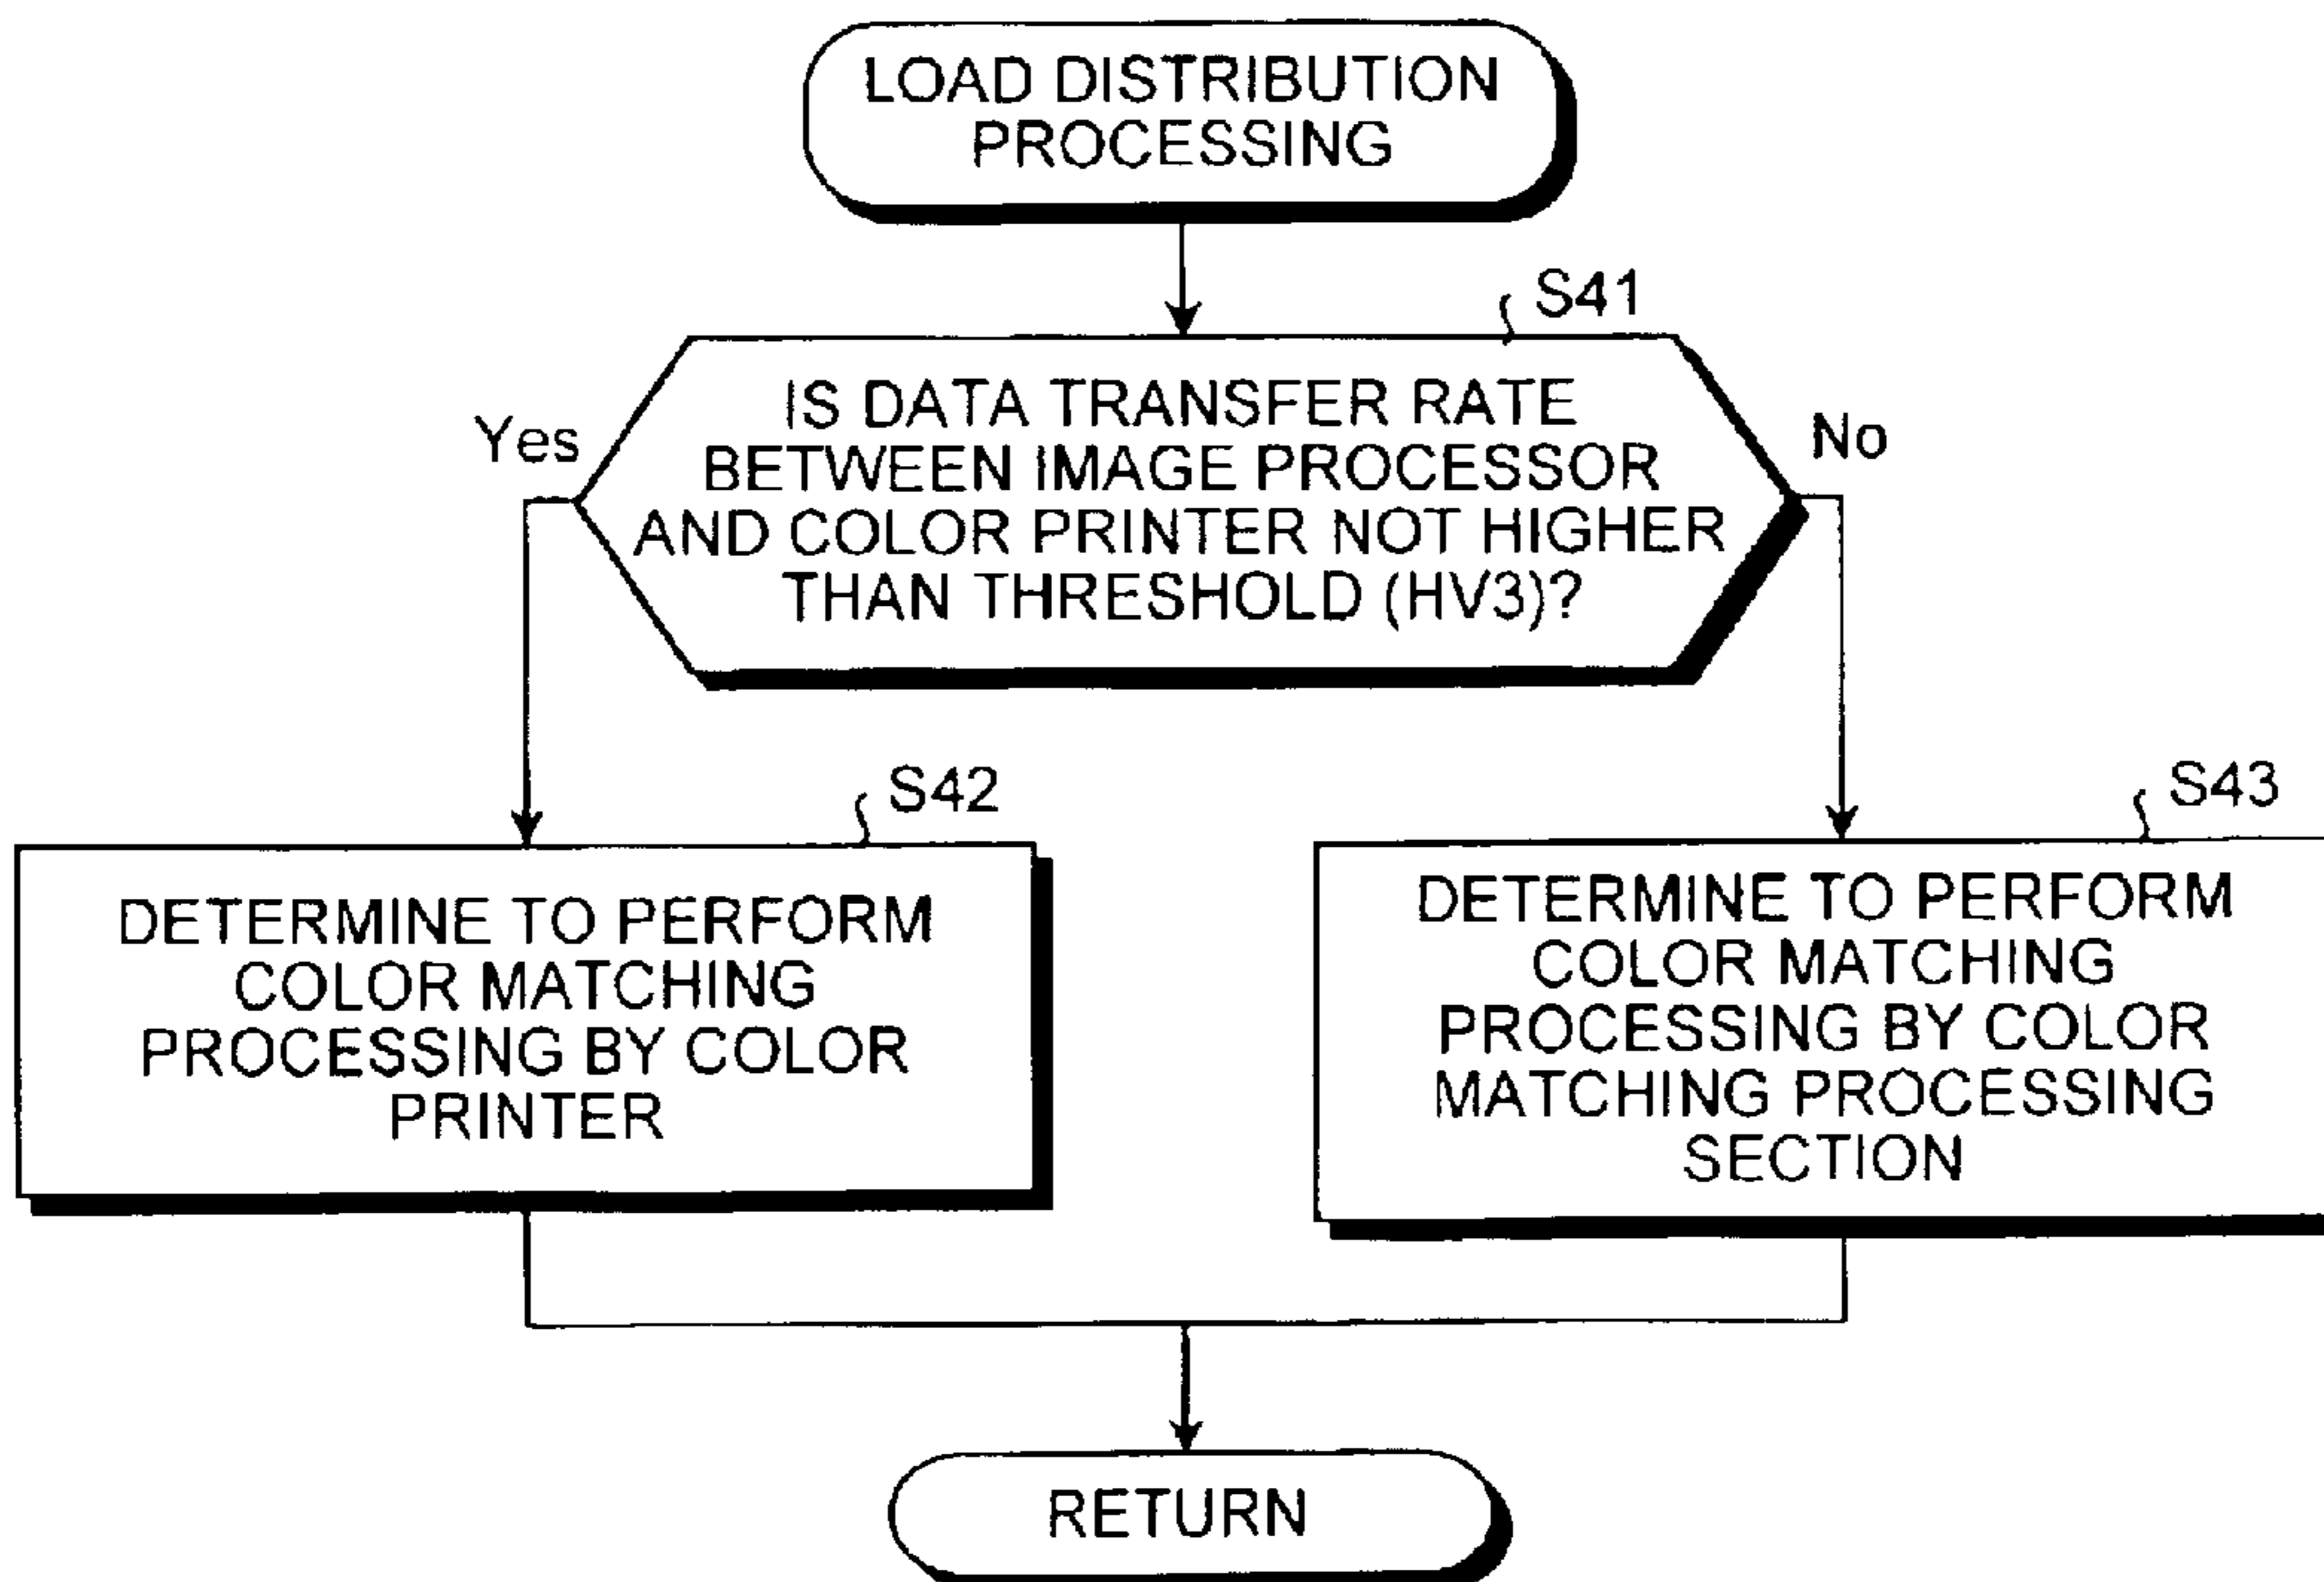 LOAD DISTRIBUTION
PROCESSING
S41
IS DATA TRANSFER RATE
BETWEEN IMAGE PROCESSOR
AND COLOR PRINTER NOT HIGHER
THAN THRESHOLD (HV3)?
Yes
No
S42
DETERMINE TO PERFORM
COLOR MATCHING
PROCESSING BY COLOR
PRINTER
S43
DETERMINE TO PERFORM
COLOR MATCHING
PROCESSING BY COLOR
MATCHING PROCESSING
SECTION
RETURN